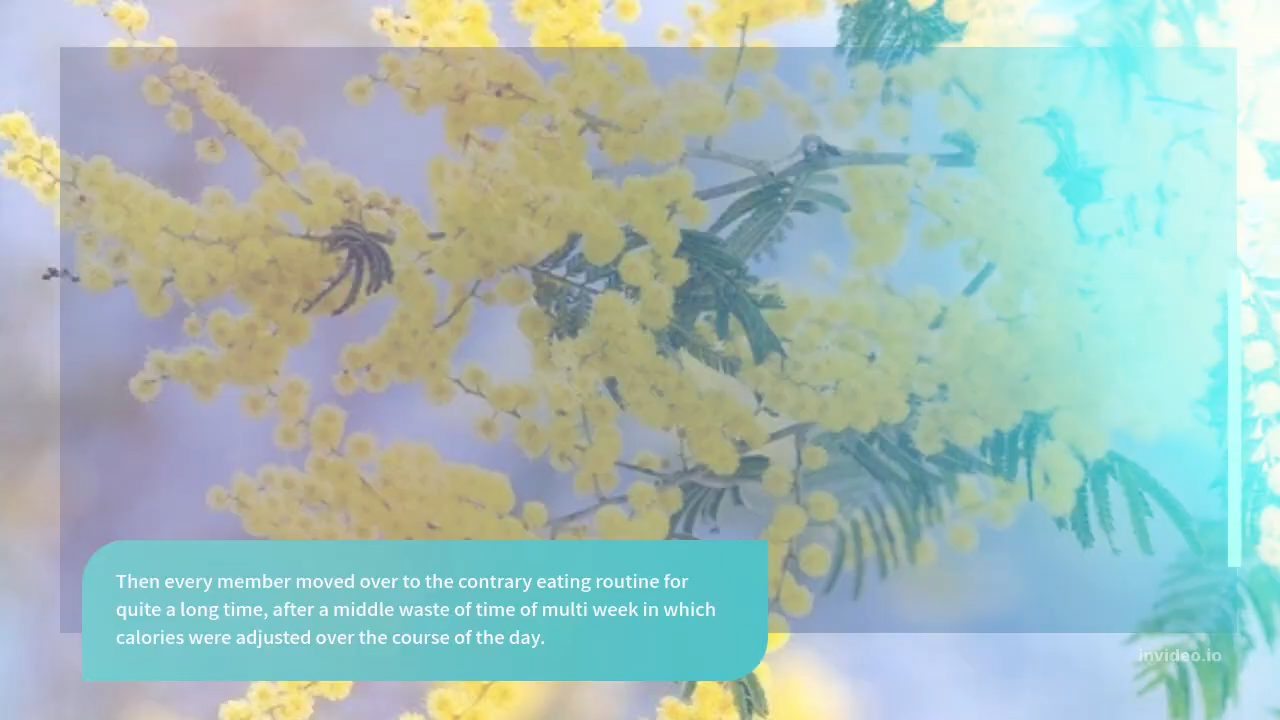 Then every member moved over to the contrary eating routine for
quite a long time, after a middle waste of time of multi week in which
calories were adjusted over the course of the day.
invideo.io